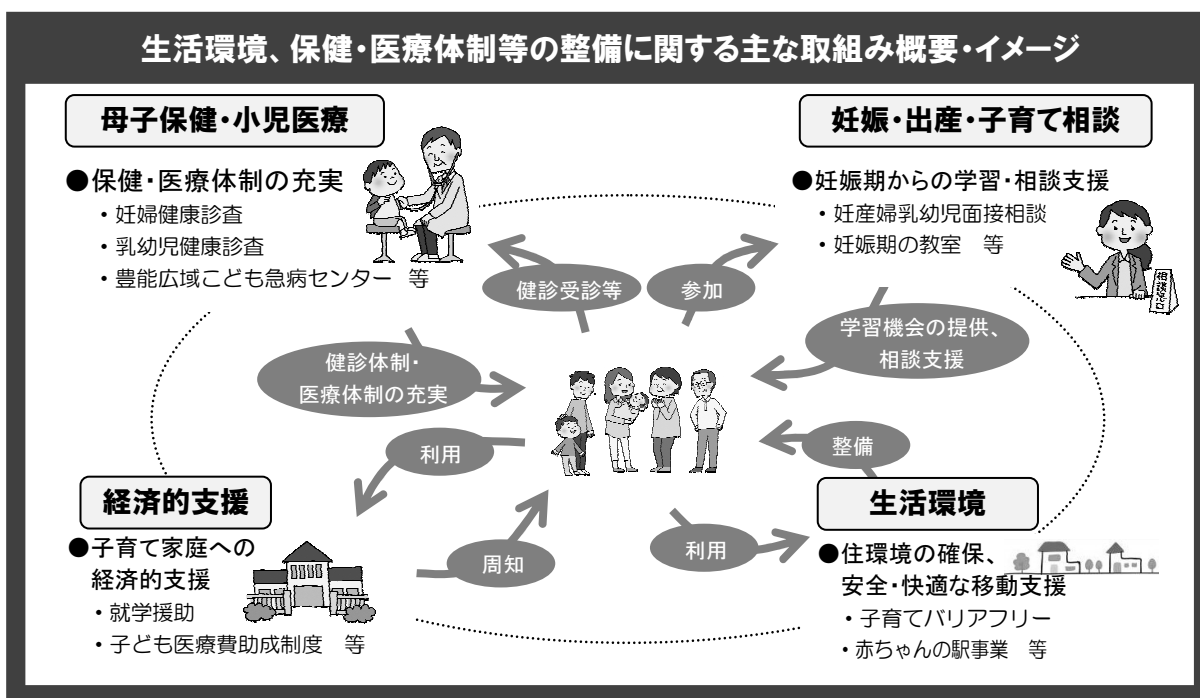 生活環境、保健・医療体制等の整備に関する主な取組み概要・イメージ
母子保健・小児医療
●保健・医療体制の充実
・妊婦健康診査
・乳幼児健康診査
・豊能広域こども急病センター　等
妊娠・出産・子育て相談
●妊娠期からの学習・相談支援
・妊産婦乳幼児面接相談
・妊娠期の教室　等
相談窓口
健診受診等
参加
健診体制・
医療体制の充実
学習機会の提供、
相談支援
利用
整備
周知
利用
経済的支援
●子育て家庭への
経済的支援
・就学援助
・子ども医療費助成制度　等
生活環境
●住環境の確保、
安全・快適な移動支援
・子育てバリアフリー
・赤ちゃんの駅事業　等